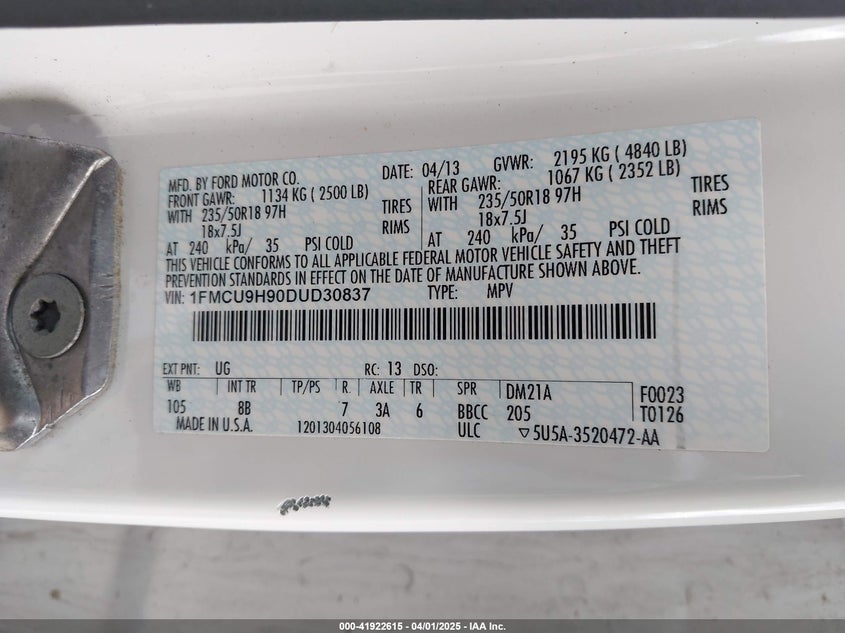 MFD. BY FORD MOTOR CO. DATE: 04/13 GVWR: 2195 KG ( 4840 LB)
FRONT GAWR: 1134 KG ( 2500 LB) REAR GAWR: 1067 KG ( 2352 LB)
WITH 235/50R18 97H TIRES WITH 235/50R18 97H TIRES
18x7.5J RIMS 18x7.5J RIMS
AT 240 kPa/ 35 PSI COLD AT 240 kPa/ 35 PSI COLD
THIS VEHICLE CONFORMS TO ALL APPLICABLE FEDERAL MOTOR VEHICLE SAFETY AND THEFT
PREVENTION STANDARDS IN EFFECT ON THE DATE OF MANUFACTURE SHOWN ABOVE.
VIN: 1FMCU9H90DUD30837 TYPE: MPV
EXT PNT: UG RC: 13 DSO:
WB INT TR TP/PS R. AXLE TR SPR DM21A F0023
105 8B 7 3A 6 BBCC 205 T0126
MADE IN U.S.A. 1201304056108 ULC ▽5U5A-3520472-AA
000-41922615 - 04/01/2025 - IAA Inc.